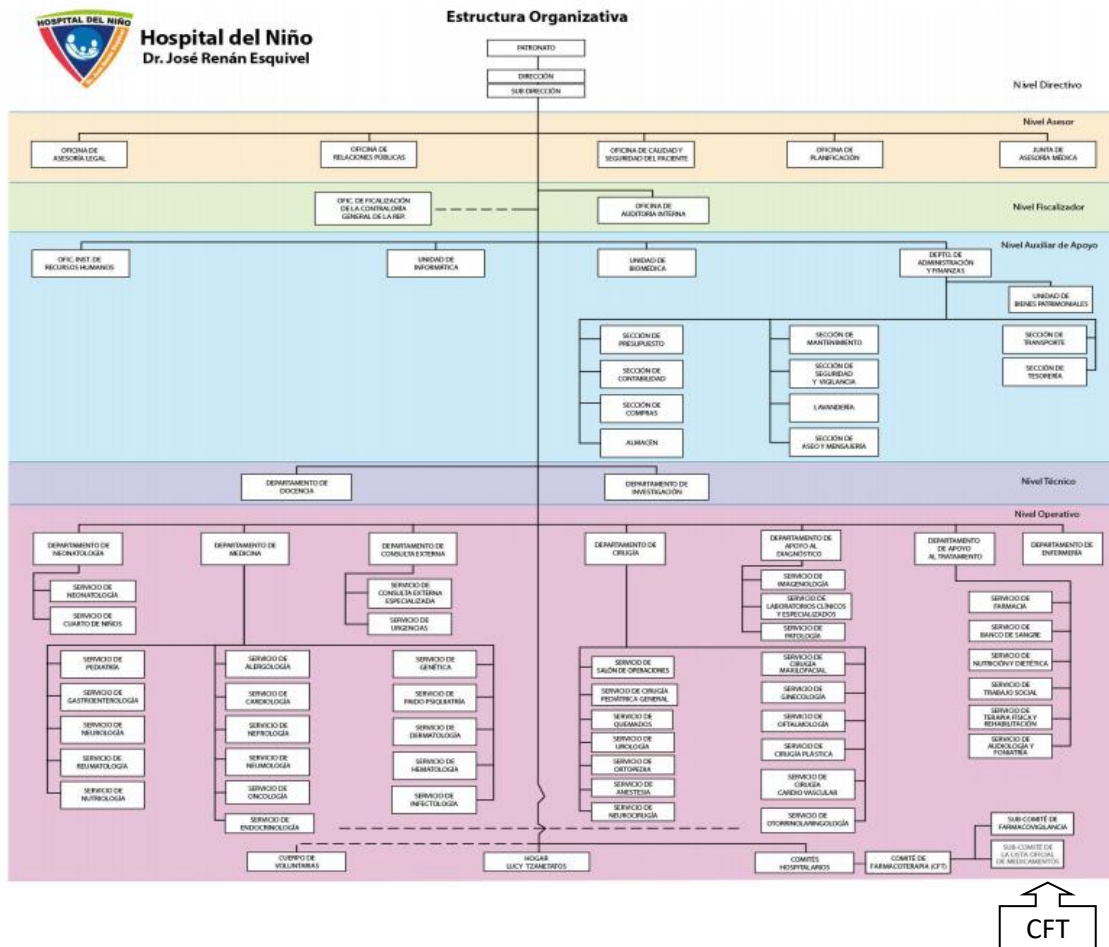 Estructura Organizativa
HOSPITAL DEL NIÑO
Hospital del Niño
Dr. José Renán Esquivel
PATRONATO
DIRECCIÓN
SUB DIRECCIÓN
Nivel Directivo
Nivel Asesor
OFICINA DE
ASESORÍA LEGAL
OFICINA DE
RELACIONES PÚBLICAS
OFICINA DE CALIDAD Y
SEGURIDAD DEL PACIENTE
OFICINA DE
PLANIFICACIÓN
JUNTA DE
ASESORÍA MÉDICA
OFIC. DE FICALIZACIÓN
DE LA CONTRALORÍA
GENERAL DE LA REP.
OFICINA DE
AUDITORÍA INTERNA
Nivel Fiscalizador
Nivel Auxiliar de Apoyo
OFIC. INST. DE
RECURSOS HUMANOS
UNIDAD DE
INFORMÁTICA
UNIDAD DE
BIOMÉDICA
DEPTO. DE
ADMINISTRACIÓN
Y FINANZAS
UNIDAD DE
BIENES PATRIMONIALES
SECCIÓN DE
PRESUPUESTO
SECCIÓN DE
MANTENIMIENTO
SECCIÓN DE
TRANSPORTE
SECCIÓN DE
CONTABILIDAD
SECCIÓN DE
SEGURIDAD
Y VIGILANCIA
SECCIÓN DE
TESORERÍA
SECCIÓN DE
COMPRAS
LAVANDERÍA
ALMACÉN
SECCIÓN DE
ASEO Y MENSAJERÍA
DEPARTAMENTO DE
DOCENCIA
DEPARTAMENTO DE
INVESTIGACIÓN
Nivel Técnico
Nivel Operativo
DEPARTAMENTO DE
NEONATOLOGÍA
DEPARTAMENTO DE
MEDICINA
DEPARTAMENTO DE
CONSULTA EXTERNA
DEPARTAMENTO DE
CIRUGÍA
DEPARTAMENTO DE
APOYO AL
DIAGNÓSTICO
DEPARTAMENTO
DE APOYO
AL TRATAMIENTO
DEPARTAMENTO DE
ENFERMERÍA
SERVICIO DE
NEONATOLOGÍA
SERVICIO DE
CUARTO DE NIÑOS
SERVICIO DE
CONSULTA EXTERNA
ESPECIALIZADA
SERVICIO DE
URGENCIAS
SERVICIO DE
IMAGENOLOGÍA
SERVICIO DE
LABORATORIOS CLÍNICOS
Y ESPECIALIZADOS
SERVICIO DE
PATOLOGÍA
SERVICIO DE
FARMACIA
SERVICIO DE
BANCO DE SANGRE
SERVICIO DE
NUTRICIÓN Y DIETÉTICA
SERVICIO DE
TRABAJO SOCIAL
SERVICIO DE
TERAPIA FÍSICA Y
REHABILITACIÓN
SERVICIO DE
AUDIOLOGÍA Y
FONIATRÍA
SERVICIO DE
PEDIATRÍA
SERVICIO DE
GASTROENTEROLOGÍA
SERVICIO DE
NEUROLOGÍA
SERVICIO DE
REUMATOLOGÍA
SERVICIO DE
NUTRIOLOGÍA
SERVICIO DE
ALERGOLOGÍA
SERVICIO DE
CARDIOLOGÍA
SERVICIO DE
NEFROLOGÍA
SERVICIO DE
NEUMOLOGÍA
SERVICIO DE
ONCOLOGÍA
SERVICIO DE
ENDOCRINOLOGÍA
SERVICIO DE
GENÉTICA
SERVICIO DE
PAIDO PSIQUIATRÍA
SERVICIO DE
DERMATOLOGÍA
SERVICIO DE
HEMATOLOGÍA
SERVICIO DE
INFECTOLOGÍA
SERVICIO DE
SALÓN DE OPERACIONES
SERVICIO DE CIRUGÍA
PEDIÁTRICA GENERAL
SERVICIO DE
QUEMADOS
SERVICIO DE
UROLOGÍA
SERVICIO DE
ORTOPEDIA
SERVICIO DE
ANESTESIA
SERVICIO DE
NEUROCIRUGÍA
SERVICIO DE
CIRUGÍA
MAXILOFACIAL
SERVICIO DE
GINECOLOGÍA
SERVICIO DE
OFTALMOLOGÍA
SERVICIO DE
CIRUGÍA PLÁSTICA
SERVICIO DE
CIRUGÍA
CARDIO VASCULAR
SERVICIO DE
OTORRINOLARINGOLOGÍA
CUERPO DE
VOLUNTARIAS
HOGAR
LUCY TZANETATOS
COMITÉS
HOSPITALARIOS
COMITÉ DE
FARMACOTERAPIA (CFT)
SUB-COMITÉ DE
FARMACOVIGILANCIA
SUB-COMITÉ DE
LA LISTA OFICIAL
DE MEDICAMENTOS
CFT